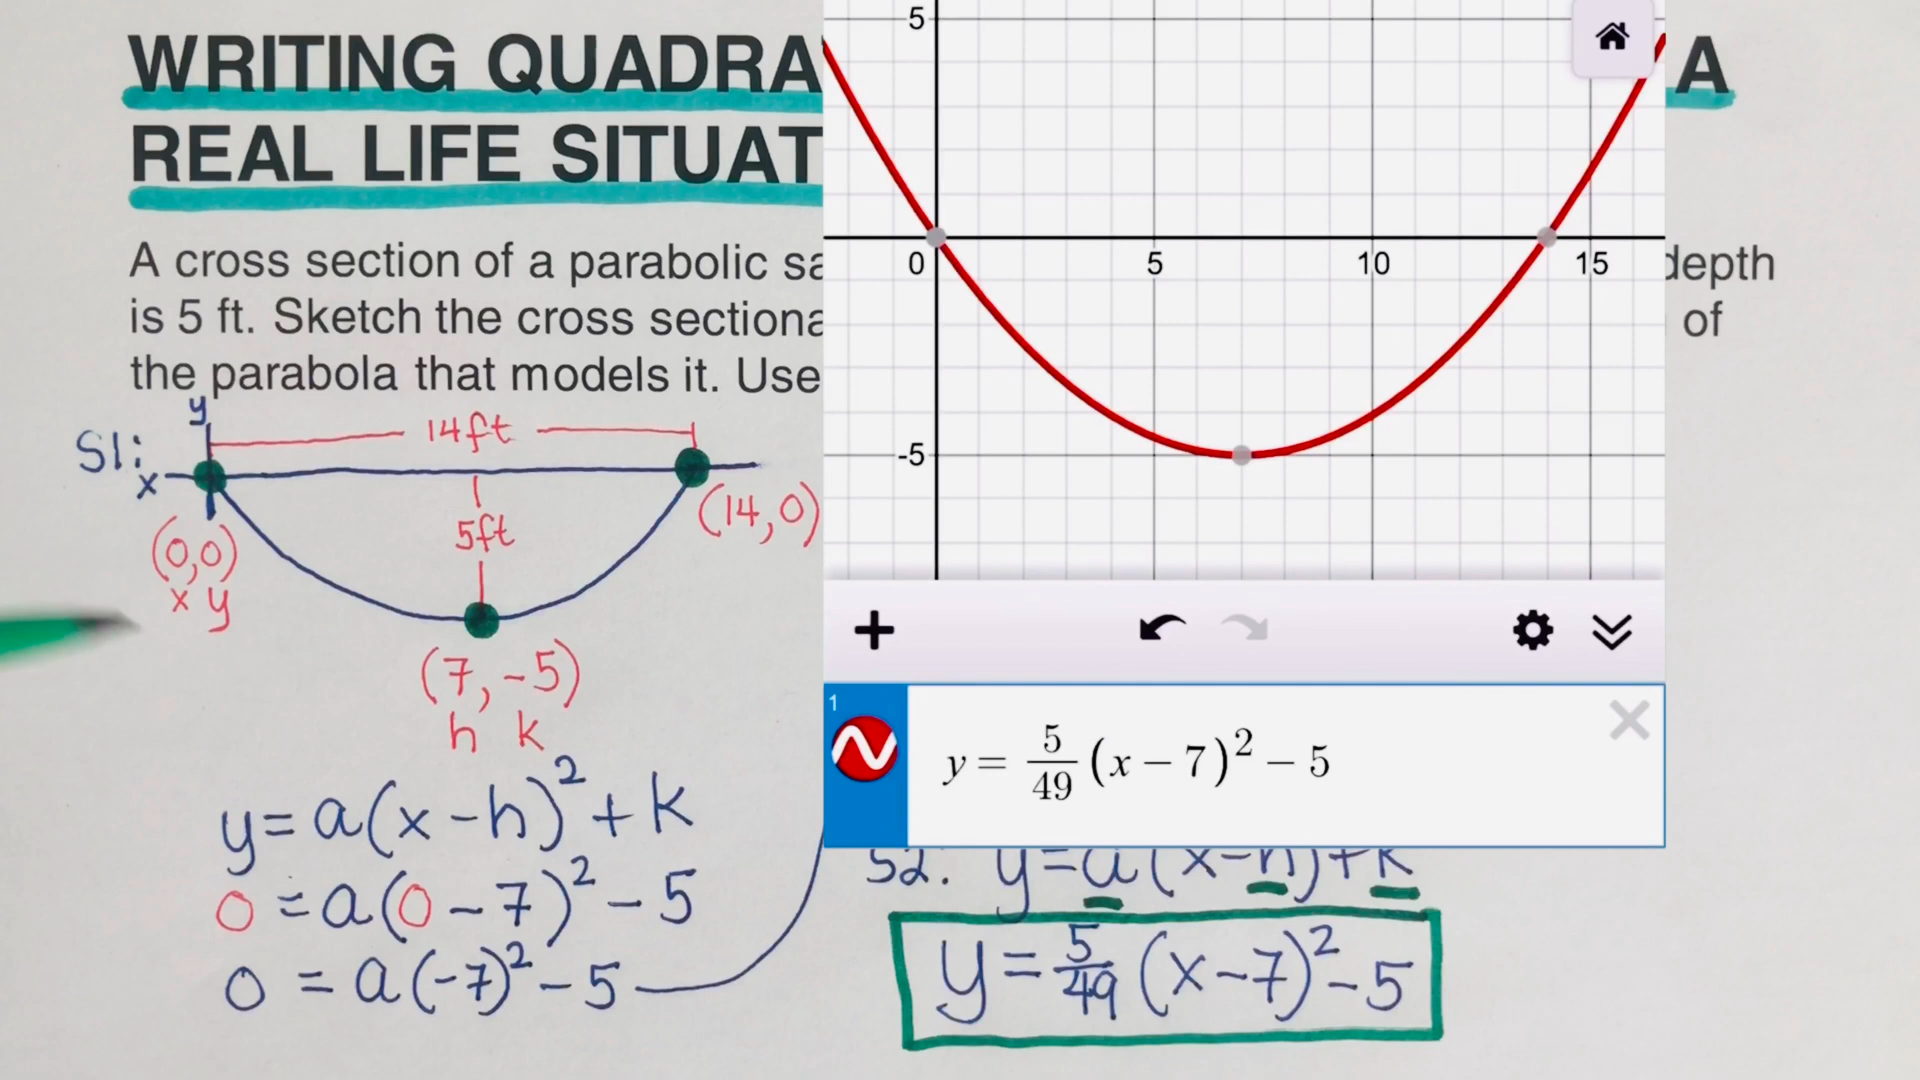 WRITING QUADRA A
REAL LIFE SITUAT
A cross section of a parabolic sa depth
is 5 ft. Sketch the cross sectiona of
the parabola that models it. Use
S1:
y
x
14ft
5ft
(0,0)
x y
(14,0)
(7,-5)
h k
y=a(x-h)²+k
0=a(0-7)²-5
0=a(-7)²-5
5
0
5
10
15
-5
1
y = 5/49 (x - 7)² - 5
S2. y=a(x-h)+k
y=5/49(x-7)²-5